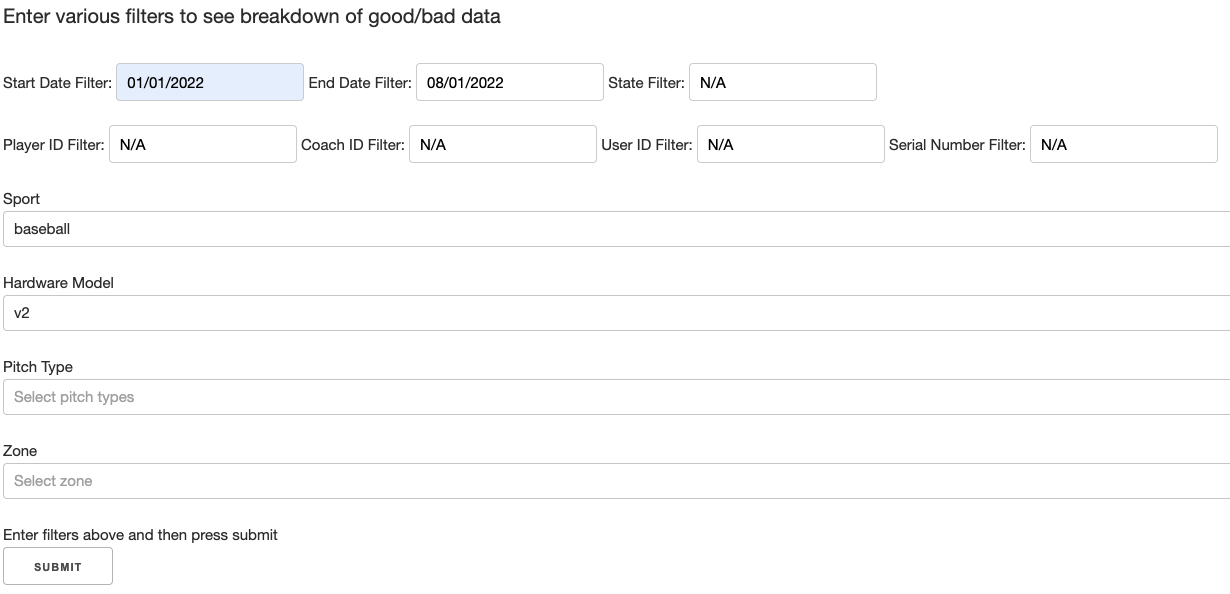 Enter various filters to see breakdown of good/bad data
Start Date Filter: 01/01/2022 End Date Filter: 08/01/2022 State Filter: N/A
Player ID Filter: N/A Coach ID Filter: N/A User ID Filter: N/A Serial Number Filter: N/A
Sport
baseball
Hardware Model
v2
Pitch Type
Select pitch types
Zone
Select zone
Enter filters above and then press submit
SUBMIT